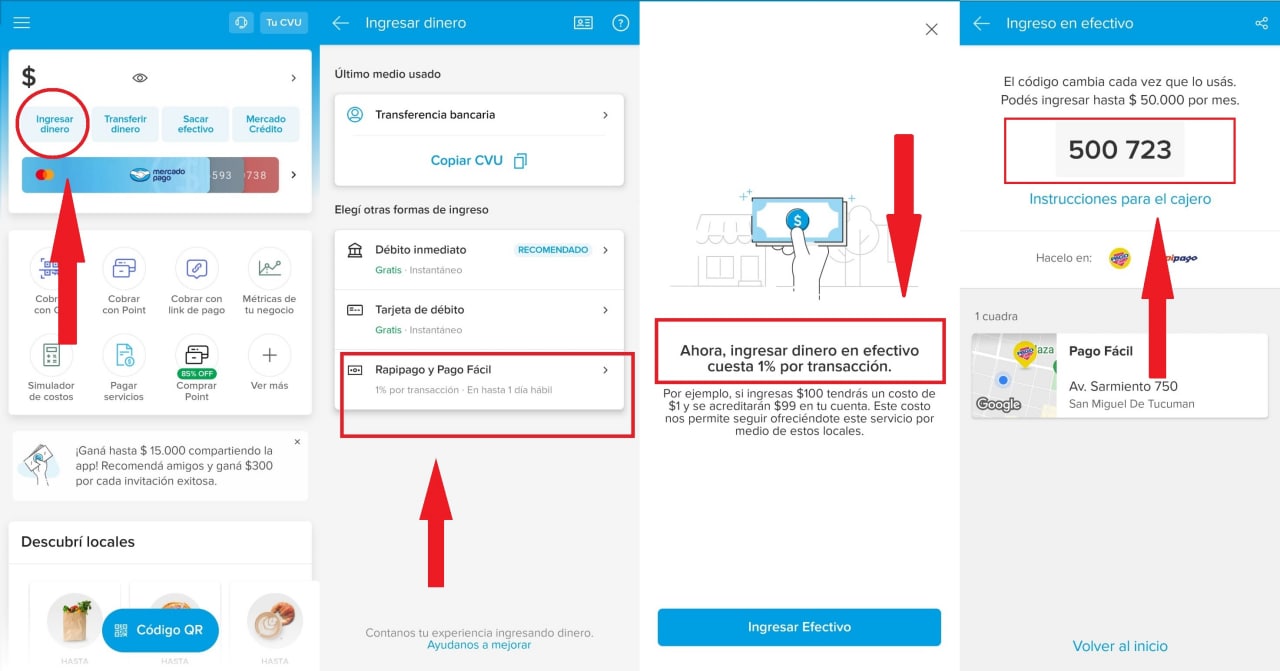 Tu CVU
$
Ingresar
dinero
Transferir
dinero
Sacar
efectivo
Mercado
Crédito
mercado
pago
593
738
Cobrar
con Point
Cobrar con
link de pago
Métricas de
tu negocio
Simulador
de costos
Pagar
servicios
85% OFF
Comprar
Point
Ver más
¡Ganá hasta $ 15.000 compartiendo la
app! Recomendá amigos y ganá $300
por cada invitación exitosa.
Descubrí locales
Código QR
HASTA
HASTA
HASTA
Ingresar dinero
Último medio usado
Transferencia bancaria
Copiar CVU
Elegí otras formas de ingreso
Débito inmediato
RECOMENDADO
Gratis · Instantáneo
Tarjeta de débito
Gratis · Instantáneo
Rapipago y Pago Fácil
1% por transacción · En hasta 1 día hábil
Contanos tu experiencia ingresando dinero.
Ayudanos a mejorar
$
Ahora, ingresar dinero en efectivo
cuesta 1% por transacción.
Por ejemplo, si ingresas $100 tendrás un costo de
$1 y se acreditarán $99 en tu cuenta. Este costo
nos permite seguir ofreciéndote este servicio por
medio de estos locales.
Ingresar Efectivo
Ingreso en efectivo
El código cambia cada vez que lo usás.
Podés ingresar hasta $ 50.000 por mes.
500 723
Instrucciones para el cajero
Hacelo en:
1 cuadra
Google
Pago Fácil
Av. Sarmiento 750
San Miguel De Tucuman
Volver al inicio